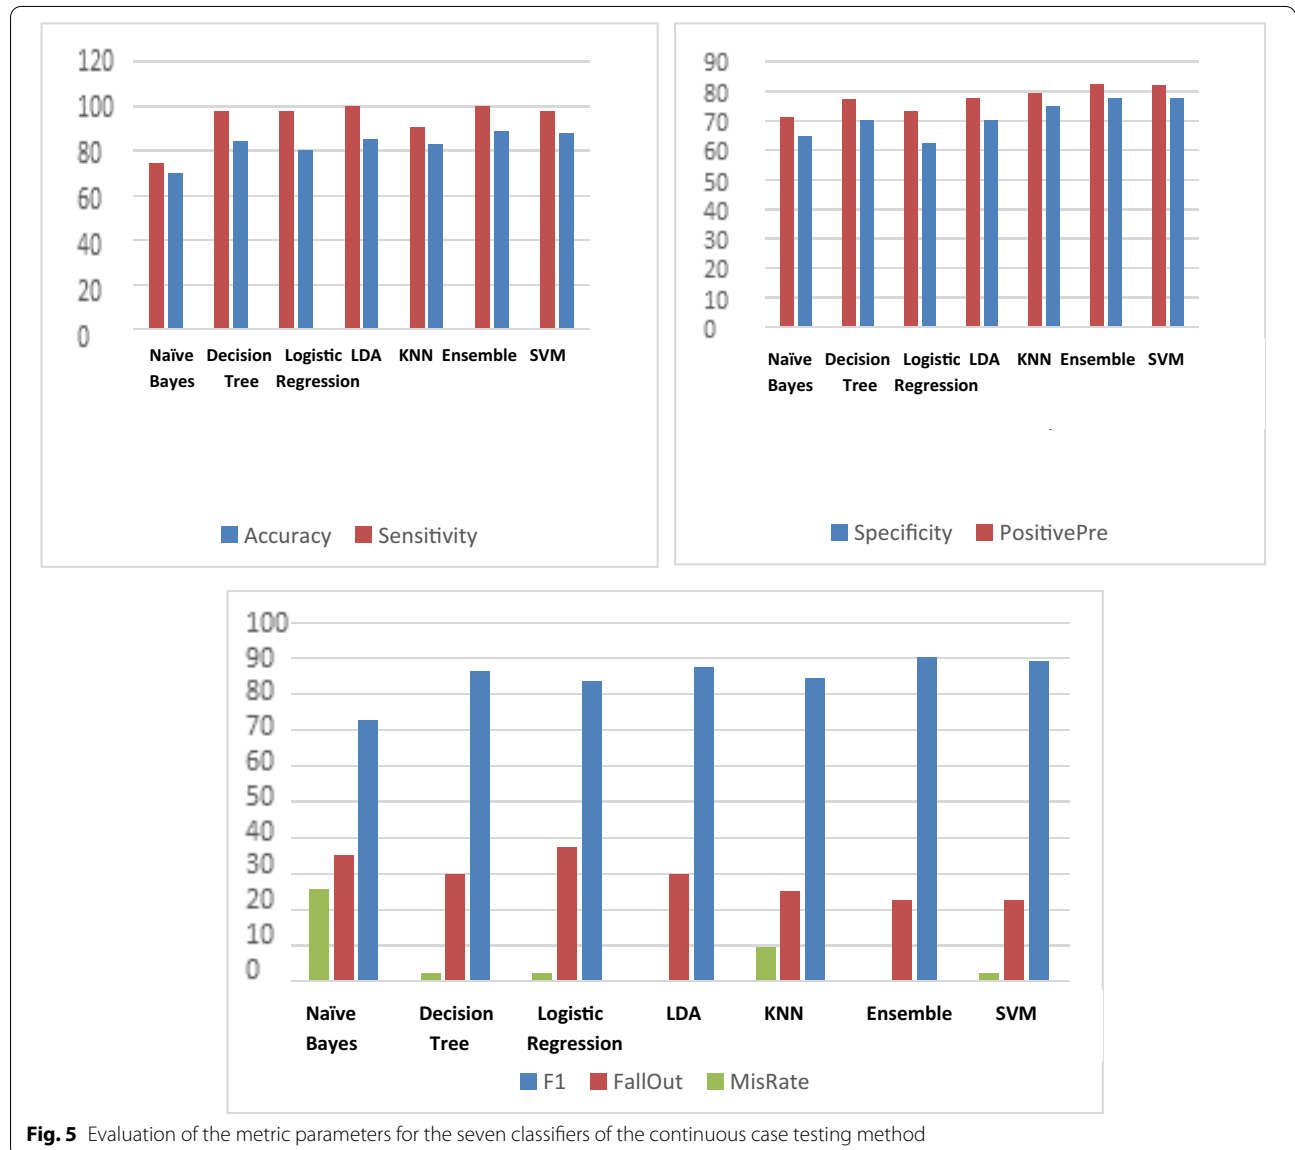 120
100
80
60
40
20
0
Naïve Decision Logistic LDA KNN Ensemble SVM
Bayes Tree Regression
Accuracy Sensitivity
90
80
70
60
50
40
30
20
10
0
Naïve Decision Logistic LDA KNN Ensemble SVM
Bayes Tree Regression
Specificity PositivePre
100
90
80
70
60
50
40
30
20
10
0
Naïve Decision Logistic LDA KNN Ensemble SVM
Bayes Tree Regression
F1 FallOut MisRate
Fig. 5 Evaluation of the metric parameters for the seven classifiers of the continuous case testing method